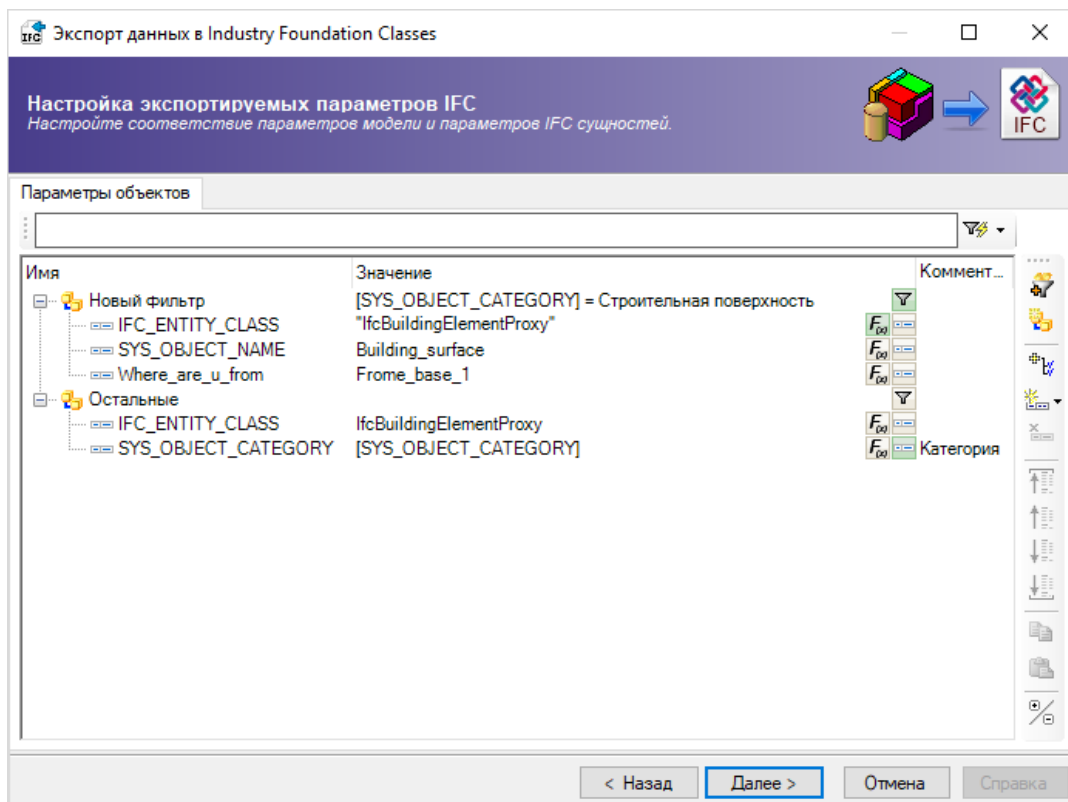 IFC Экспорт данных в Industry Foundation Classes
Настройка экспортируемых параметров IFC
Настройте соответствие параметров модели и параметров IFC сущностей.
IFC
Параметры объектов
Имя Значение Коммент...
Новый фильтр [SYS_OBJECT_CATEGORY] = Строительная поверхность
IFC_ENTITY_CLASS "IfcBuildingElementProxy" F(x)
SYS_OBJECT_NAME Building_surface F(x)
Where_are_u_from Frome_base_1 F(x)
Остальные
IFC_ENTITY_CLASS IfcBuildingElementProxy F(x)
SYS_OBJECT_CATEGORY [SYS_OBJECT_CATEGORY] F(x) Категория
< Назад Далее > Отмена Справка